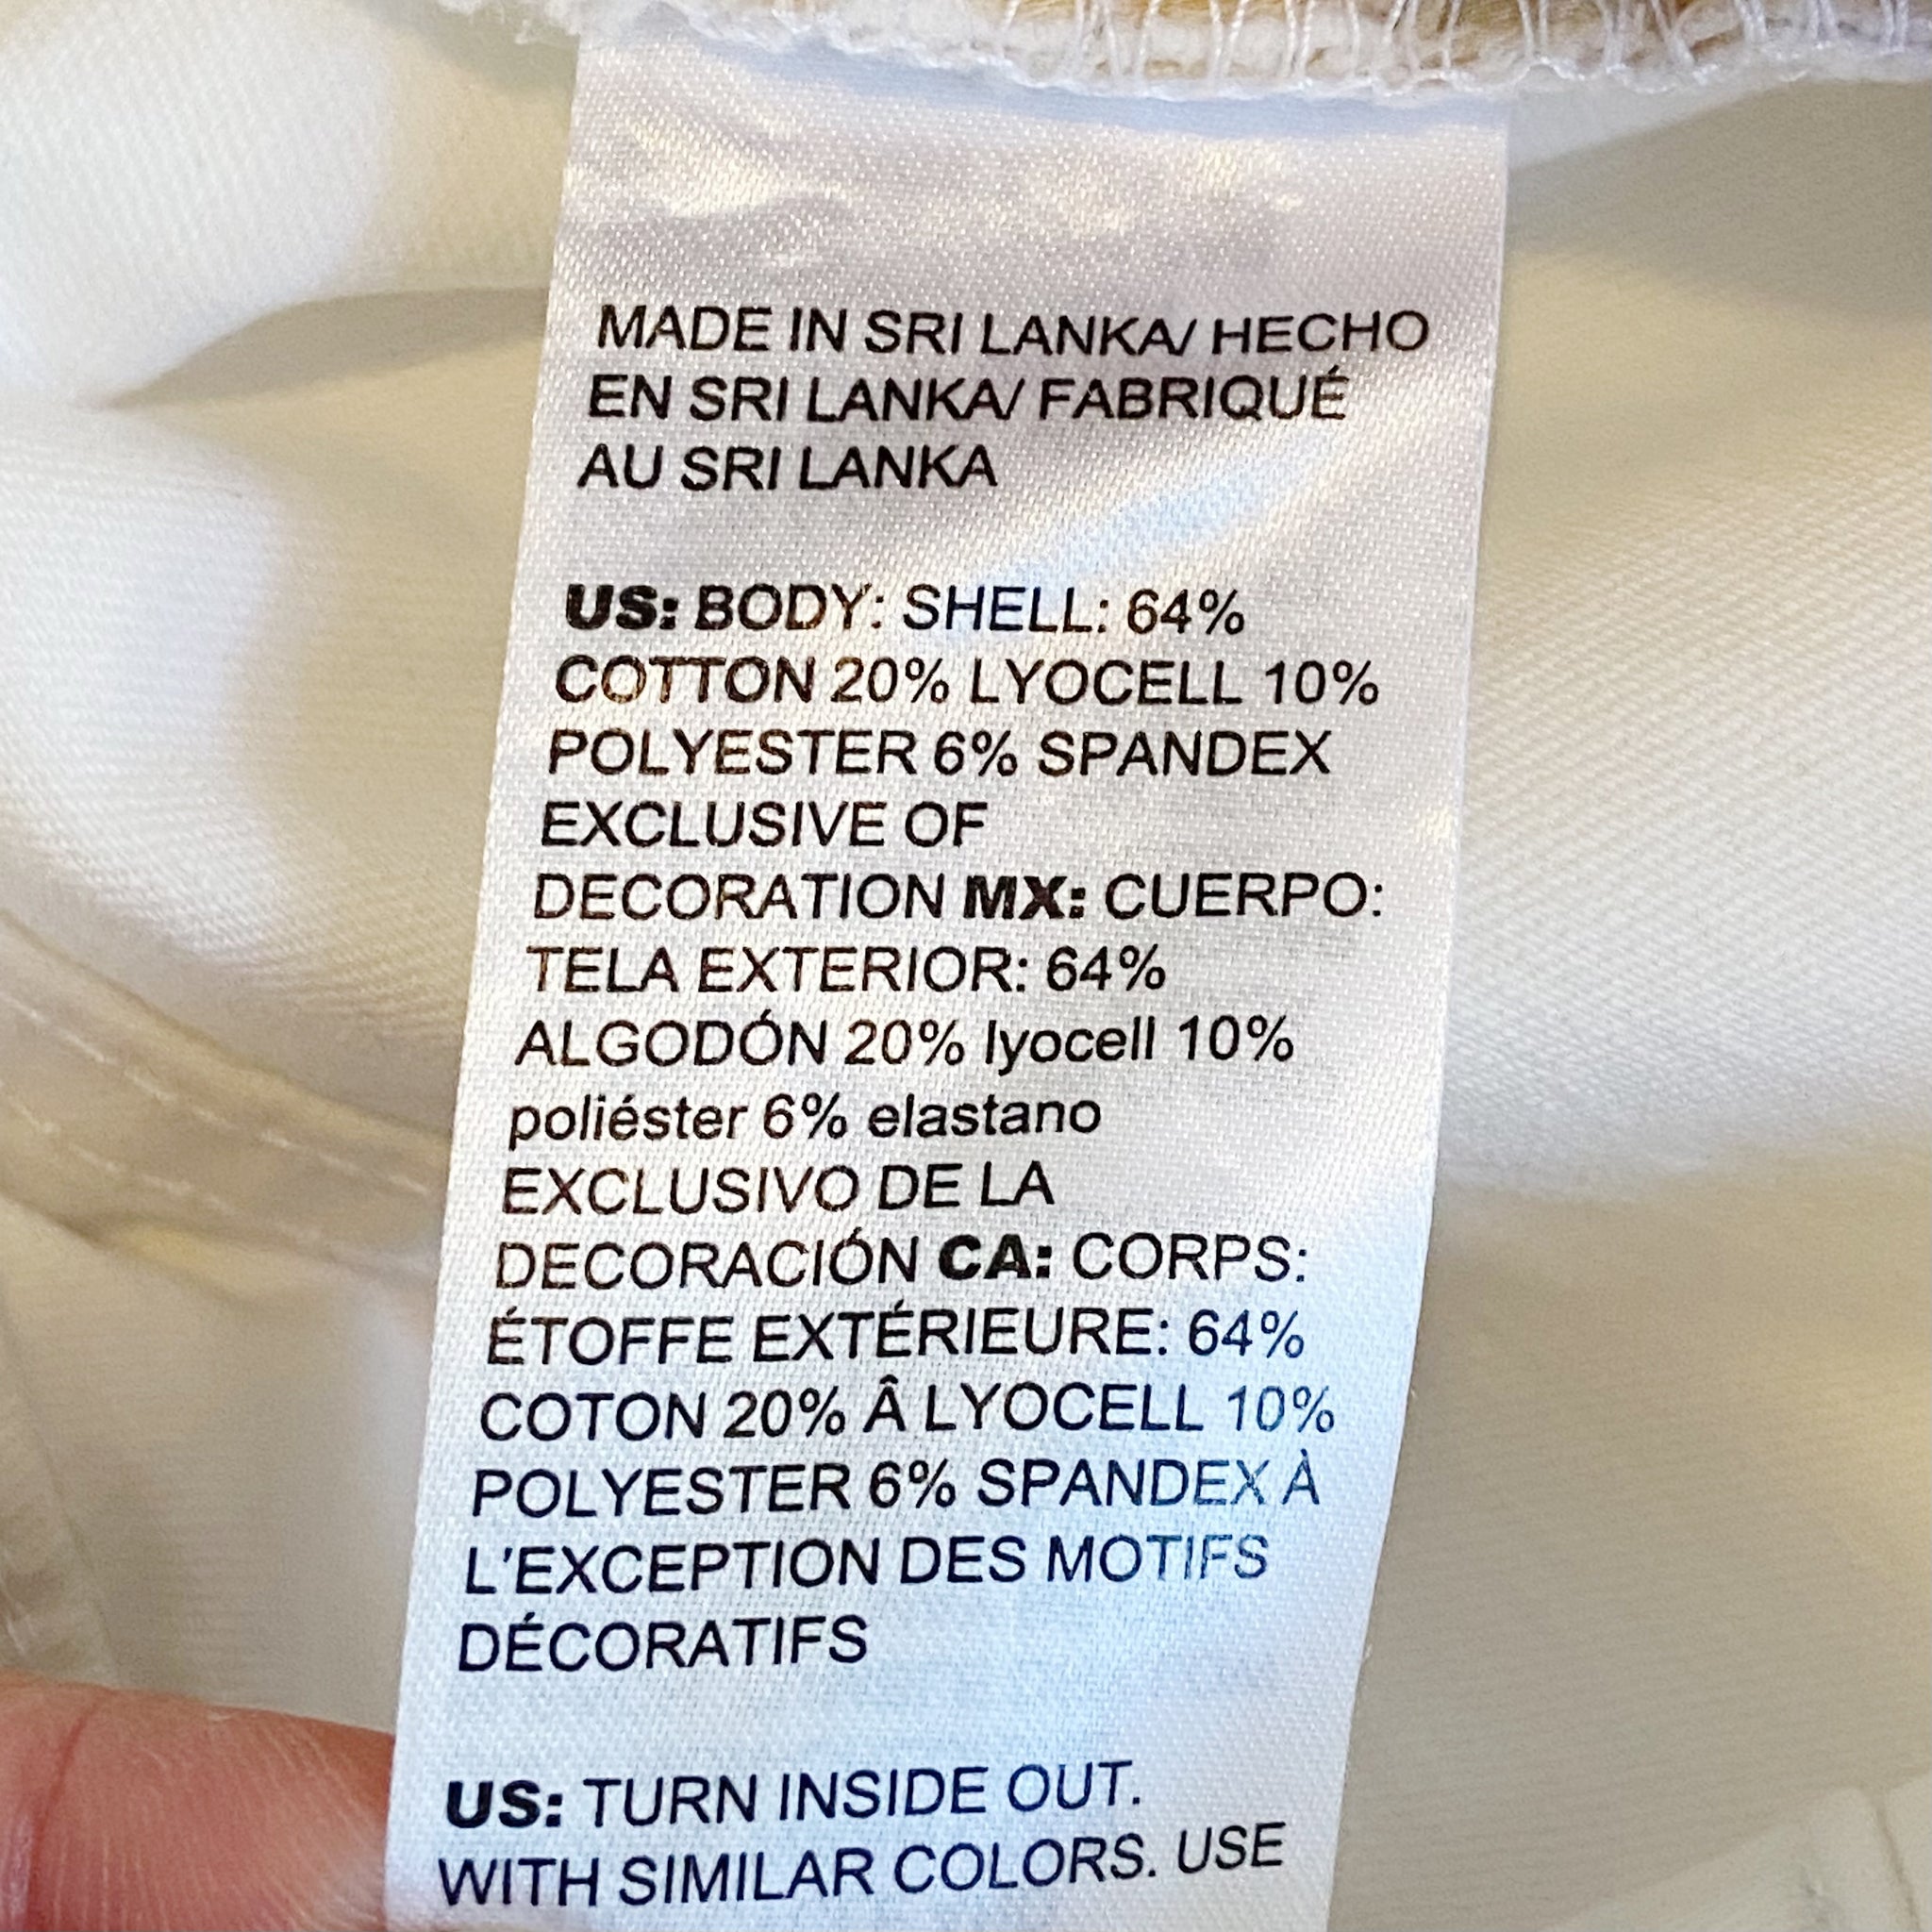 MADE IN SRI LANKA/ HECHO
EN SRI LANKA/ FABRIQUÉ
AU SRI LANKA
US: BODY: SHELL: 64%
COTTON 20% LYOCELL 10%
POLYESTER 6% SPANDEX
EXCLUSIVE OF
DECORATION MX: CUERPO:
TELA EXTERIOR: 64%
ALGODÓN 20% lyocell 10%
poliéster 6% elastano
EXCLUSIVO DE LA
DECORACIÓN CA: CORPS:
ÉTOFFE EXTÉRIEURE: 64%
COTON 20% Â LYOCELL 10%
POLYESTER 6% SPANDEX À
L'EXCEPTION DES MOTIFS
DÉCORATIFS
US: TURN INSIDE OUT.
WITH SIMILAR COLORS. USE